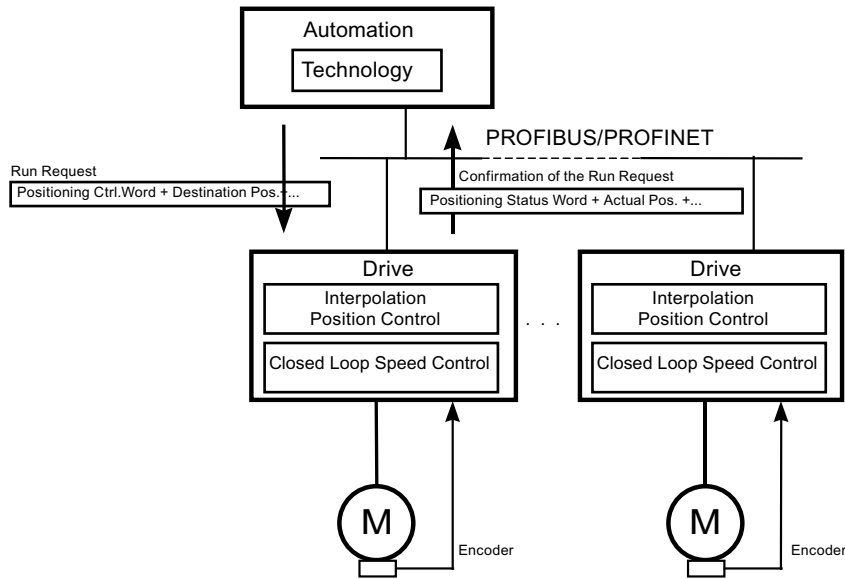 Automation
Technology
PROFIBUS/PROFINET
Run Request
Positioning Ctrl.Word + Destination Pos.+...
Confirmation of the Run Request
Positioning Status Word + Actual Pos. +...
Drive
Interpolation
Position Control
Closed Loop Speed Control
. . .
Drive
Interpolation
Position Control
Closed Loop Speed Control
M
Encoder
M
Encoder